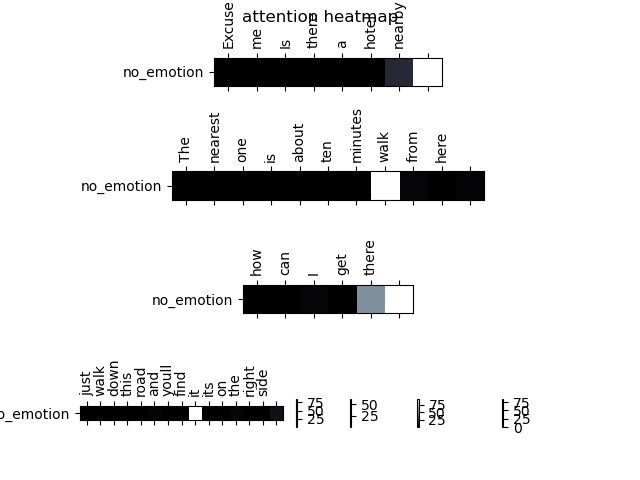 attention heatmap
Excuse me Is there a hotel nearby
no_emotion
The nearest one is about ten minutes walk from here
no_emotion
how can I get there
no_emotion
just walk down this road and youll find it its on the right side
o_emotion
75 50 25
50 25
75 50 25
75 50 25 0